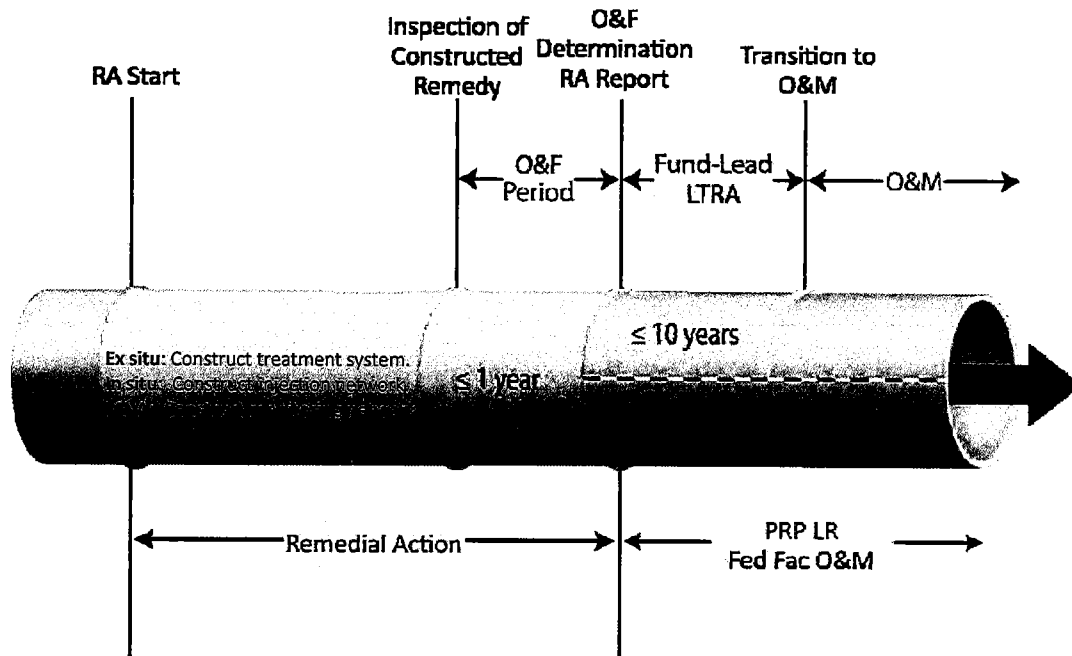 RA Start
Inspection of
Constructed
Remedy
O&F
Determination
RA Report
Transition to
O&M
O&F
Period
Fund-Lead
LTRA
O&M
Ex situ: Construct treatment system.
In situ: Construct injection network
≤ 1 year
≤ 10 years
Remedial Action
PRP LR
Fed Fac O&M